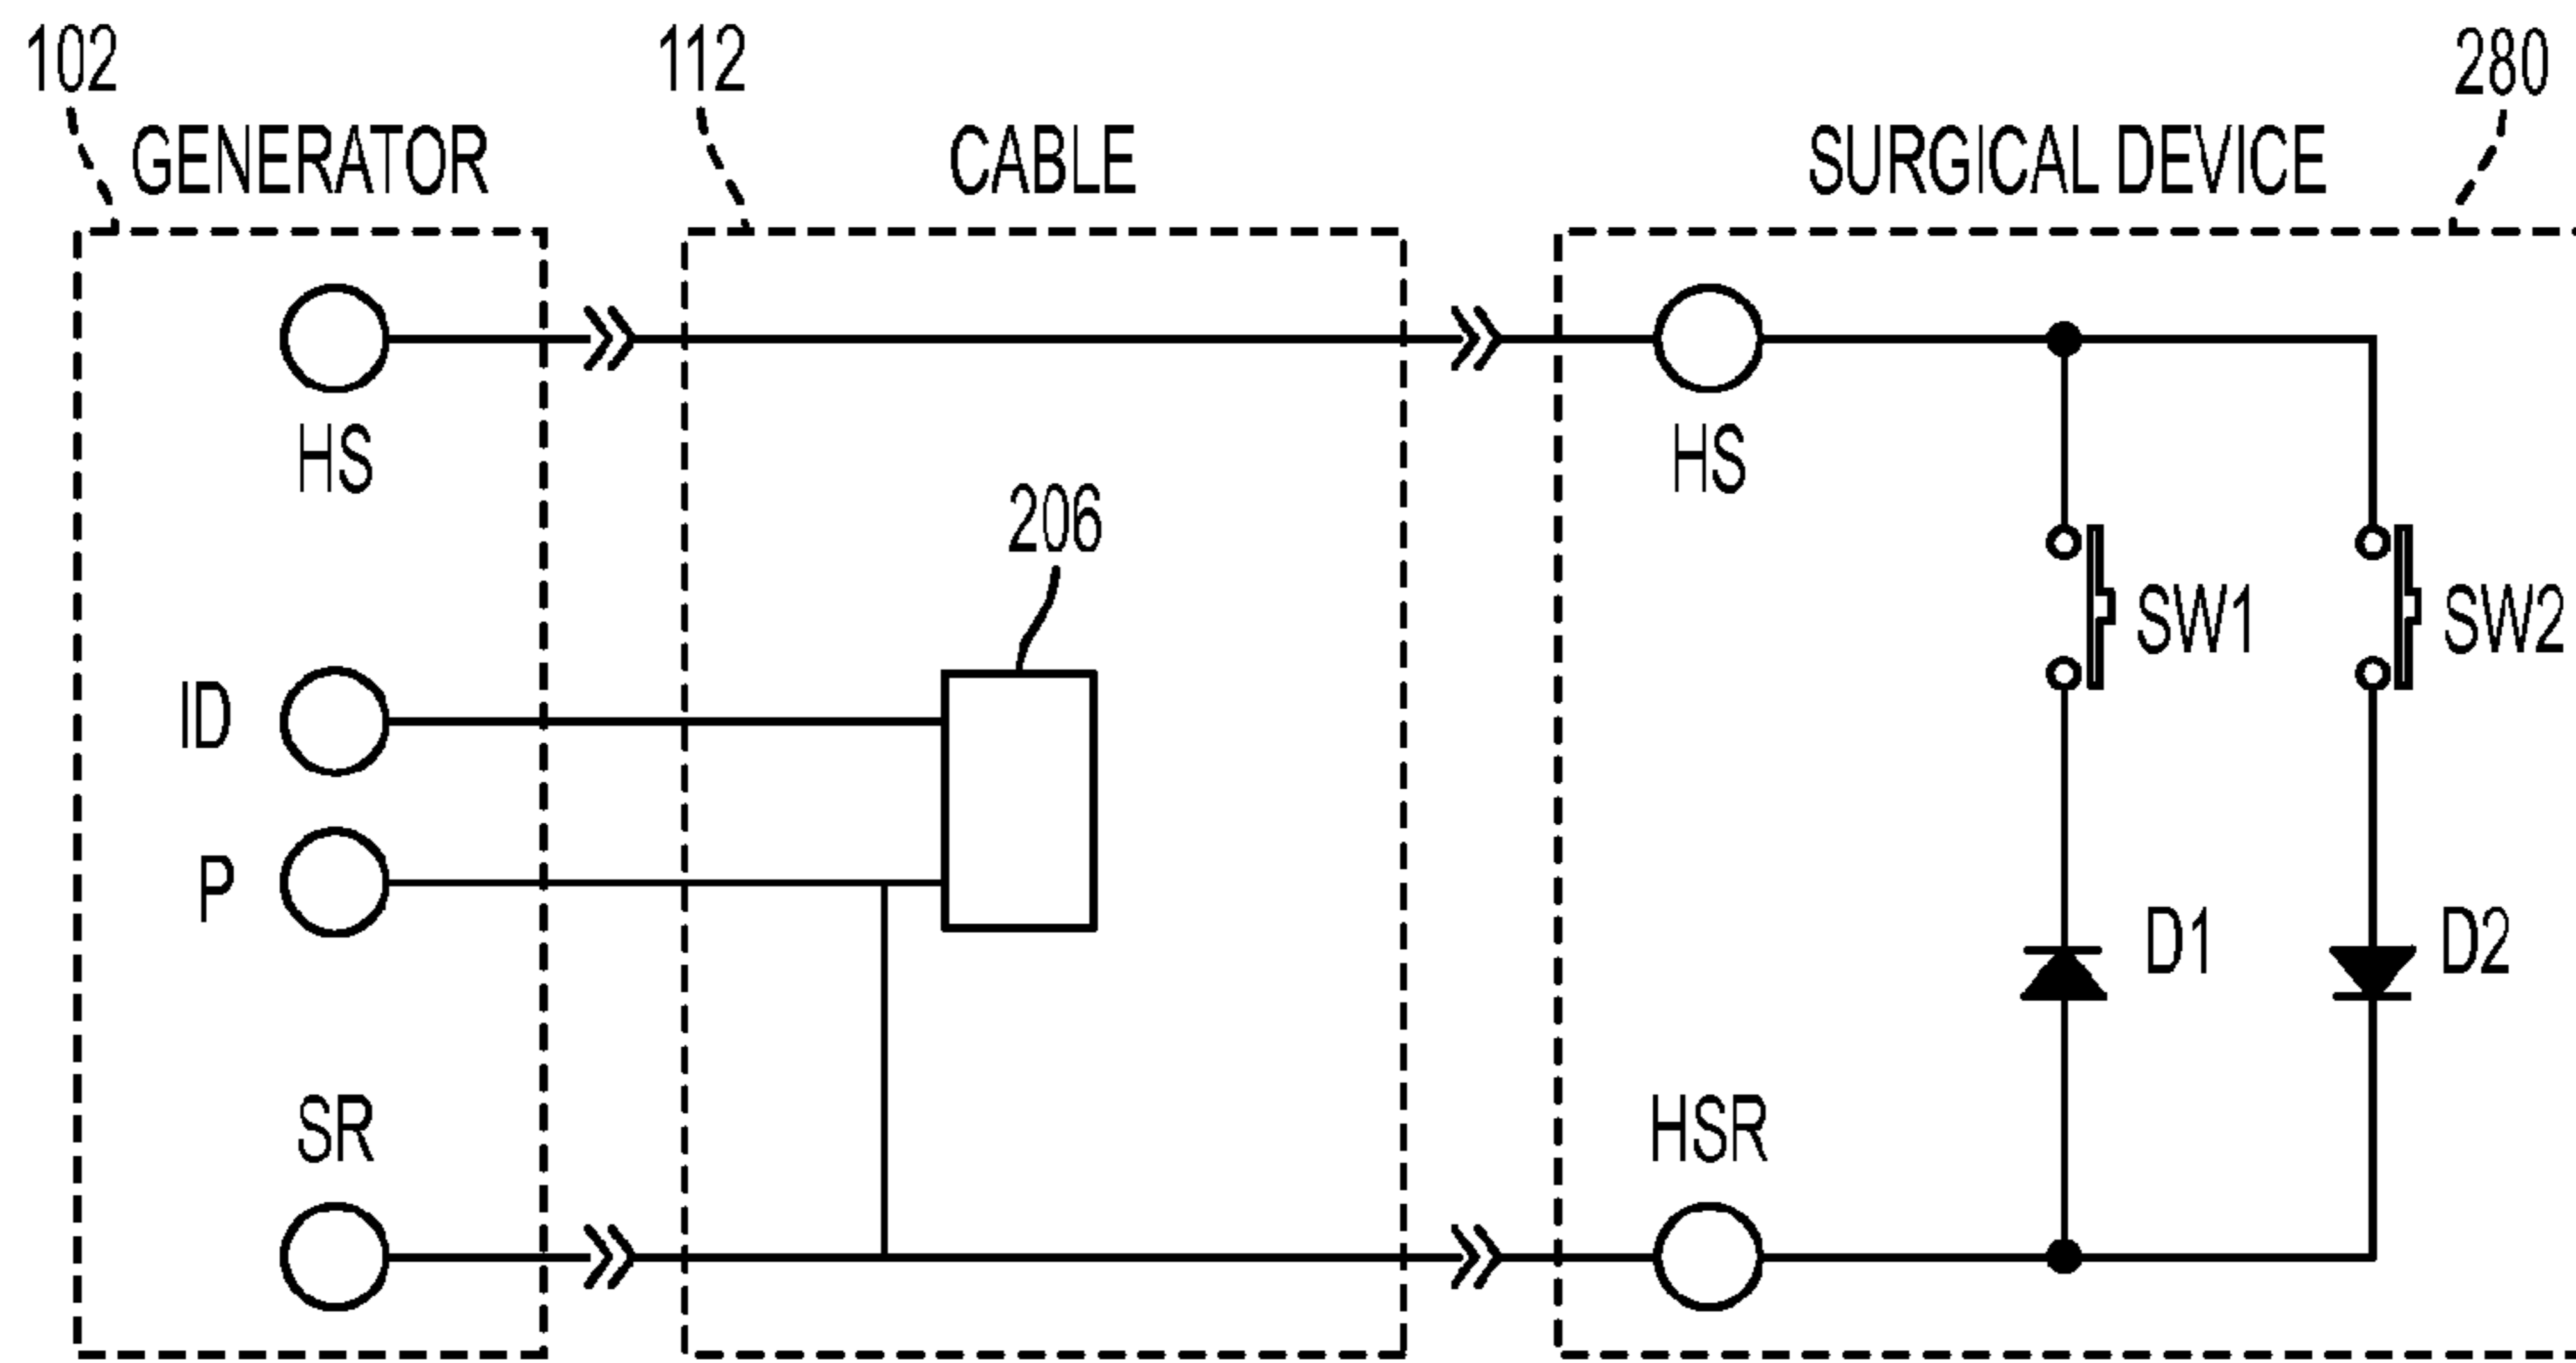 102
112
280
GENERATOR
CABLE
SURGICAL DEVICE
HS
HS
206
SW1
SW2
ID
P
D1
D2
SR
HSR